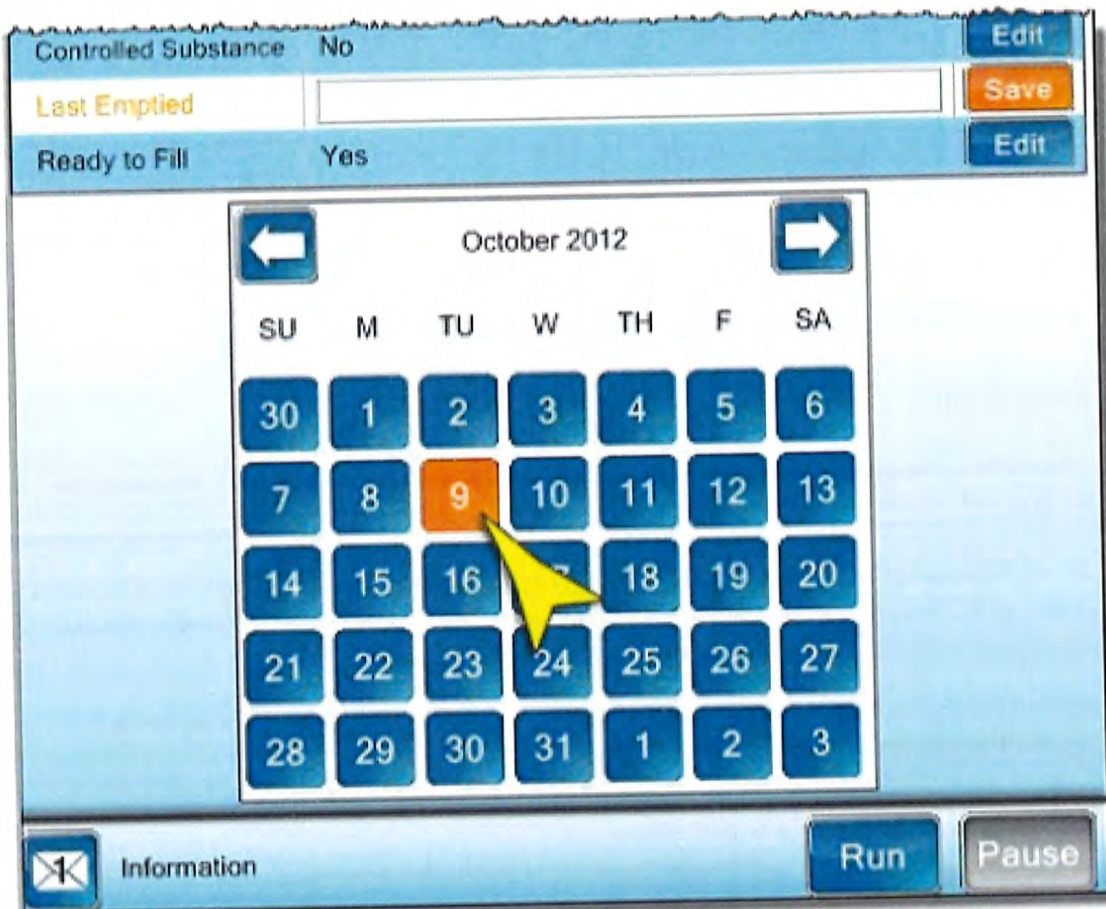 Controlled Substance No Edit
Last Emptied Save
Ready to Fill Yes Edit
October 2012
SU M TU W TH F SA
30 1 2 3 4 5 6
7 8 9 10 11 12 13
14 15 16 18 19 20
21 22 23 24 25 26 27
28 29 30 31 1 2 3
1 Information Run Pause